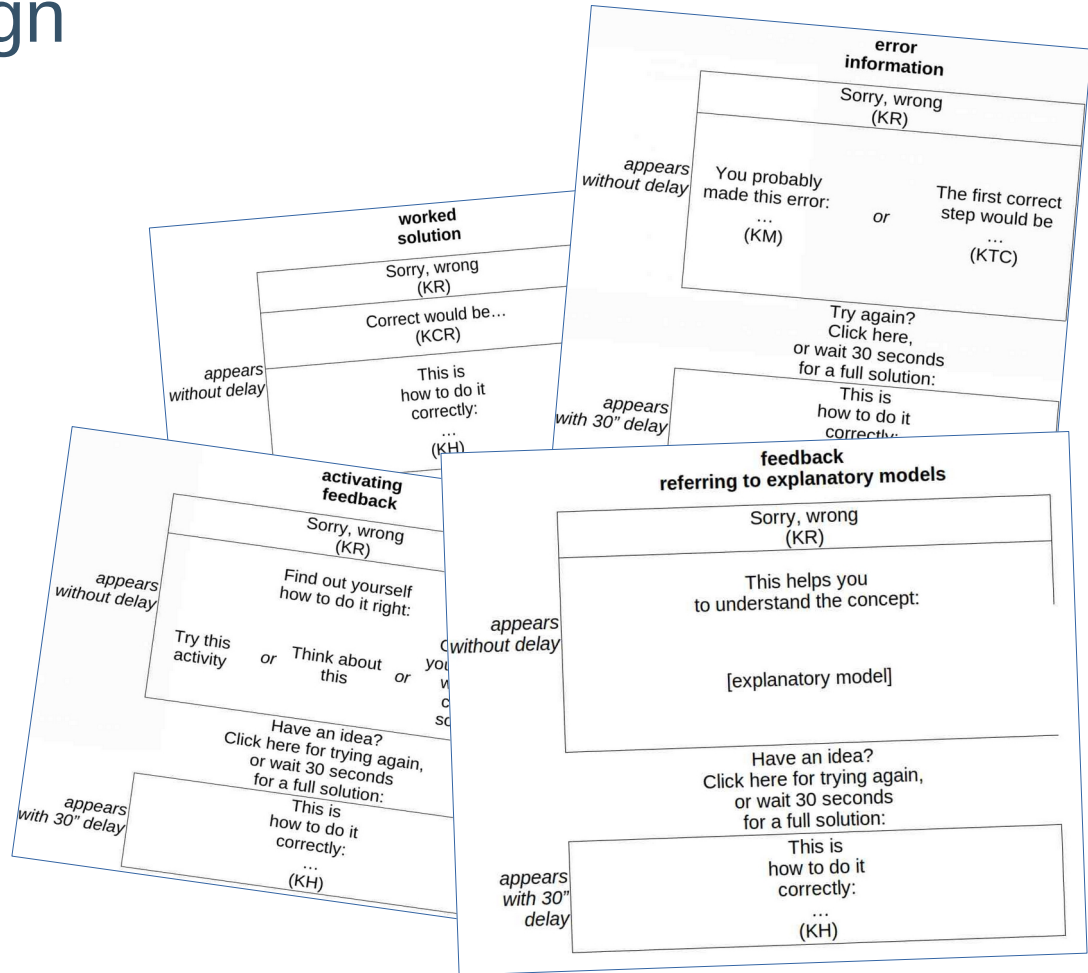 gn
error
information
Sorry, wrong
(KR)
appears
without delay
You probably
made this error:
…
(KM)
or
The first correct
step would be
…
(KTC)
Try again?
Click here,
or wait 30 seconds
for a full solution:
appears
with 30” delay
This is
how to do it
correctly:
worked
solution
Sorry, wrong
(KR)
Correct would be…
(KCR)
appears
without delay
This is
how to do it
correctly:
…
(KH)
activating
feedback
Sorry, wrong
(KR)
appears
without delay
Find out yourself
how to do it right:
Try this
activity
or
Think about
this
or
Have an idea?
Click here for trying again,
or wait 30 seconds
for a full solution:
appears
with 30” delay
This is
how to do it
correctly:
…
(KH)
feedback
referring to explanatory models
Sorry, wrong
(KR)
appears
without delay
This helps you
to understand the concept:
[explanatory model]
Have an idea?
Click here for trying again,
or wait 30 seconds
for a full solution:
appears
with 30”
delay
This is
how to do it
correctly:
…
(KH)